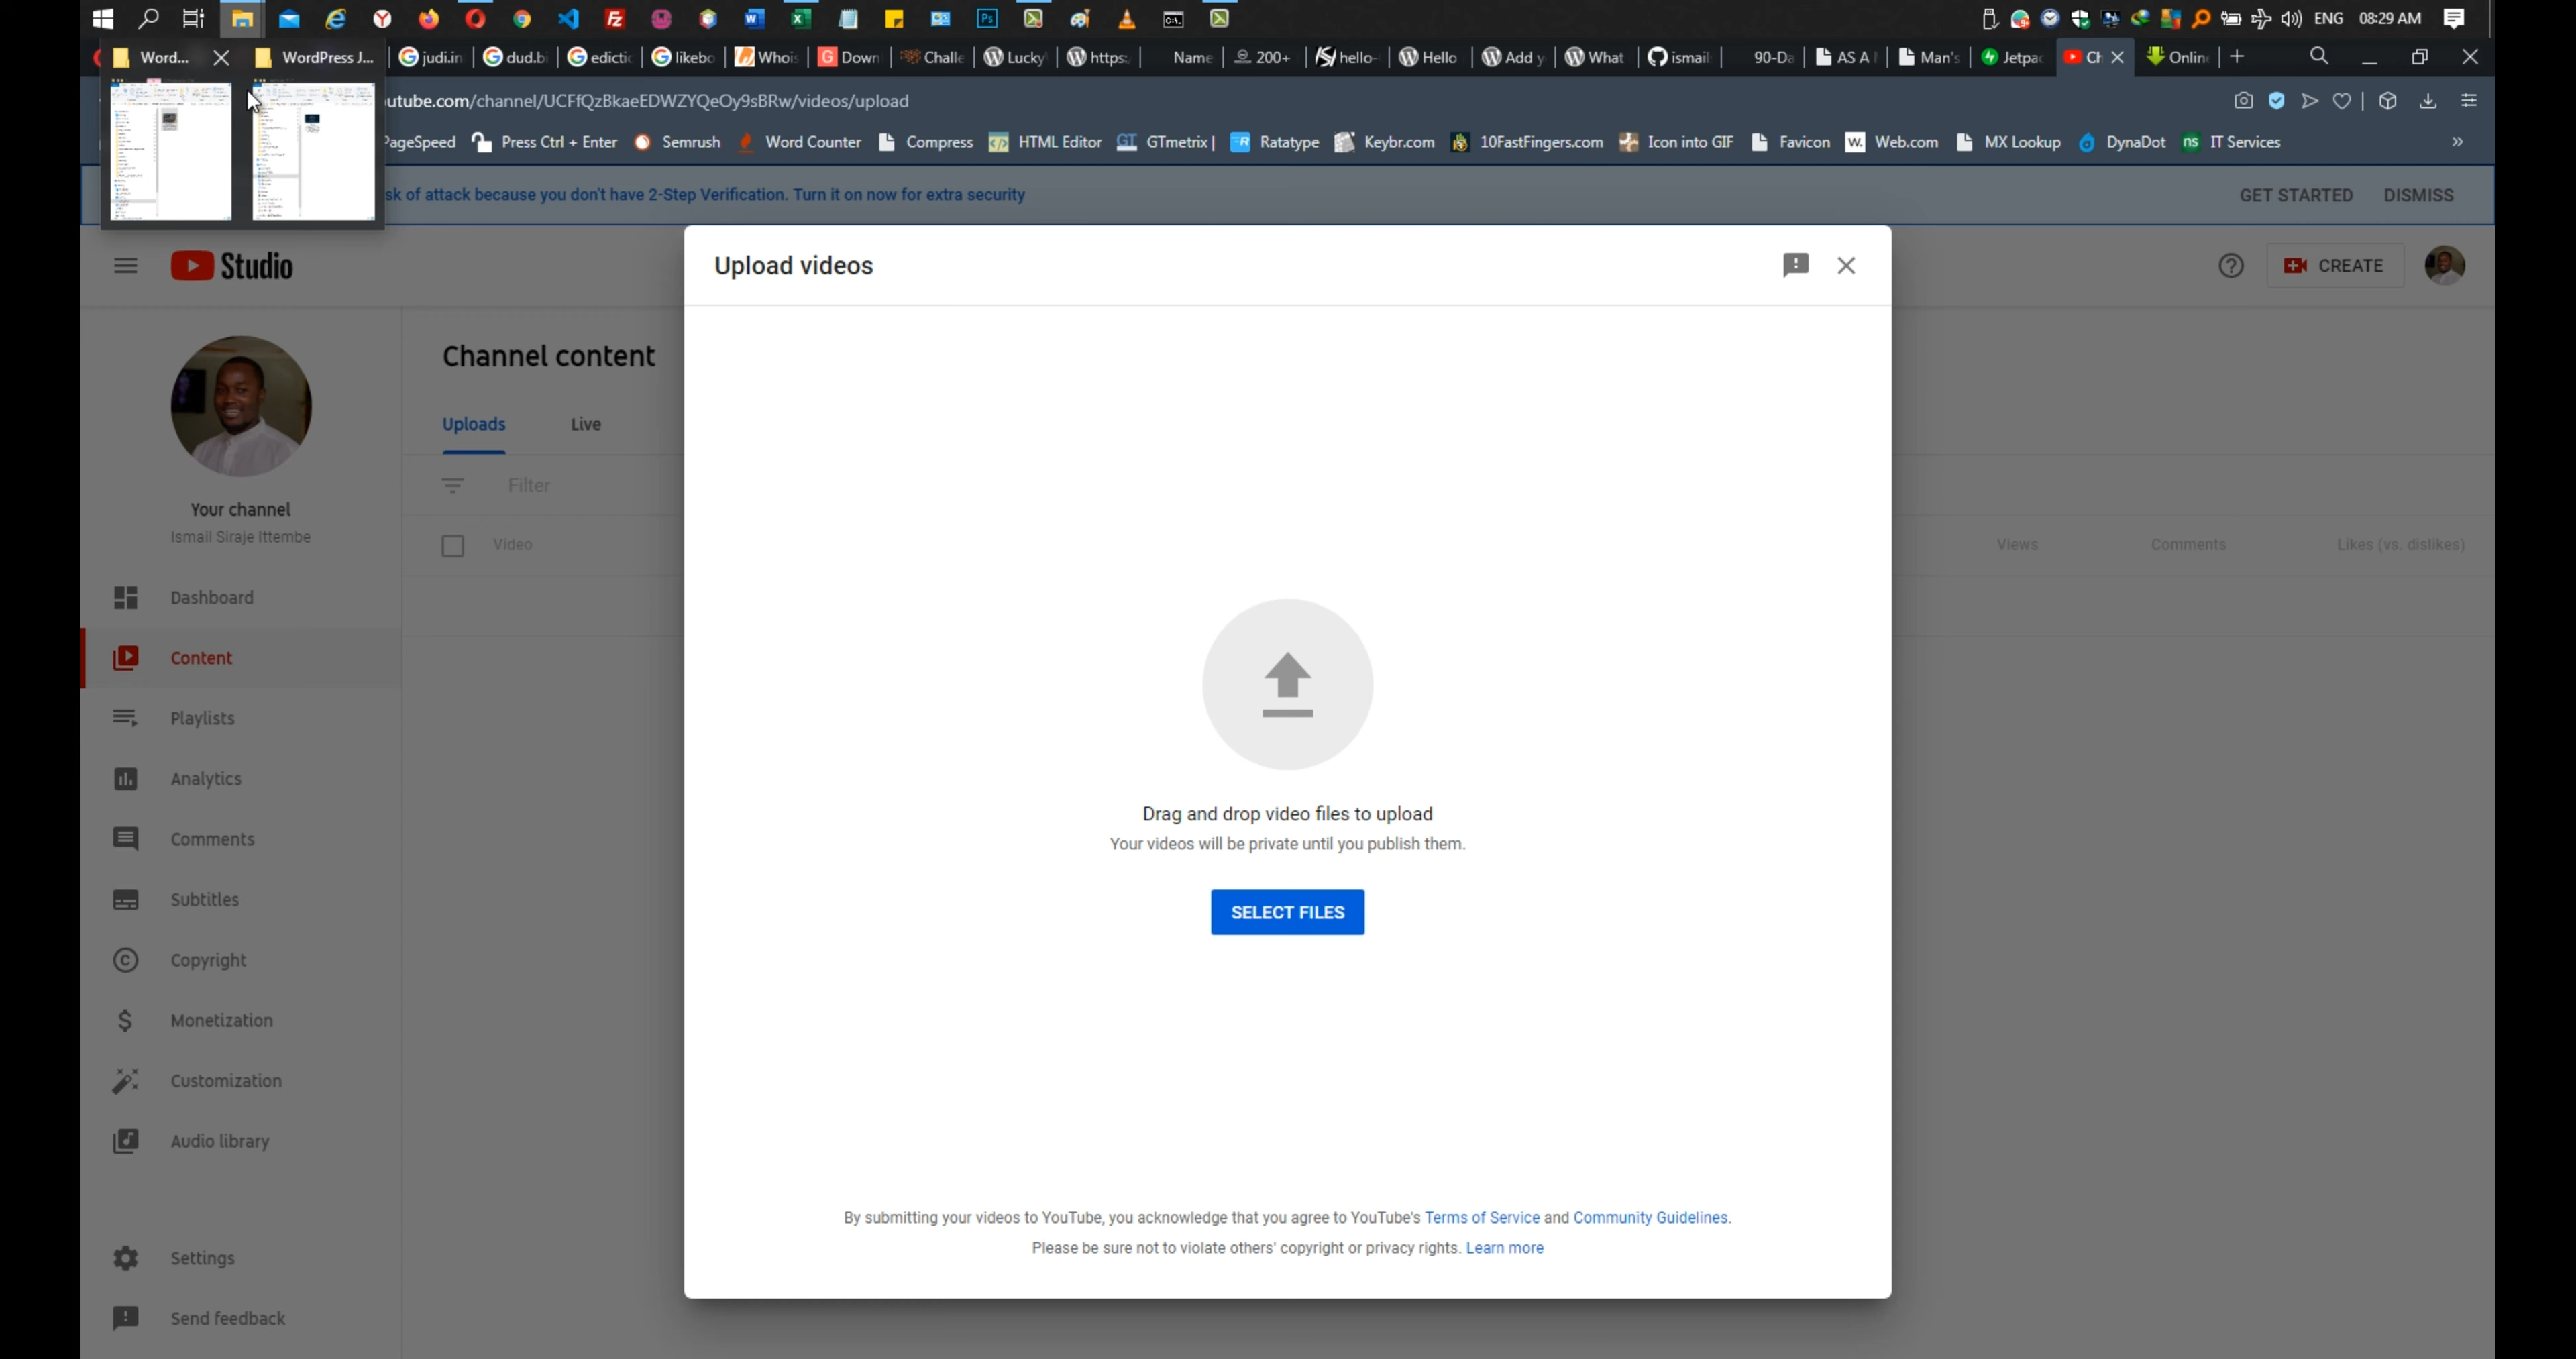 ENG 08:29 AM
Word... WordPress J... judi.in dud.bi edictic likebo Whois Down Challe Lucky https: Name 200+ hello- Hello Add y What ismail 90-Da AS A Man's Jetpac Ch Onlin
utube.com/channel/UCFfQzBkaeEDWZYQeOy9sBRw/videos/upload
PageSpeed Press Ctrl + Enter Semrush Word Counter Compress HTML Editor GTmetrix | Ratatype Keybr.com 10FastFingers.com Icon into GIF Favicon Web.com MX Lookup DynaDot IT Services
sk of attack because you don't have 2-Step Verification. Turn it on now for extra security GET STARTED DISMISS
Studio
Upload videos
CREATE
Channel content
Uploads Live
Filter
Your channel
Ismail Siraje Ittembe
Video Views Comments Likes (vs. dislikes)
Dashboard
Content
Playlists
Analytics
Comments
Subtitles
Copyright
Monetization
Customization
Audio library
Settings
Send feedback
Drag and drop video files to upload
Your videos will be private until you publish them.
SELECT FILES
By submitting your videos to YouTube, you acknowledge that you agree to YouTube's Terms of Service and Community Guidelines.
Please be sure not to violate others' copyright or privacy rights. Learn more